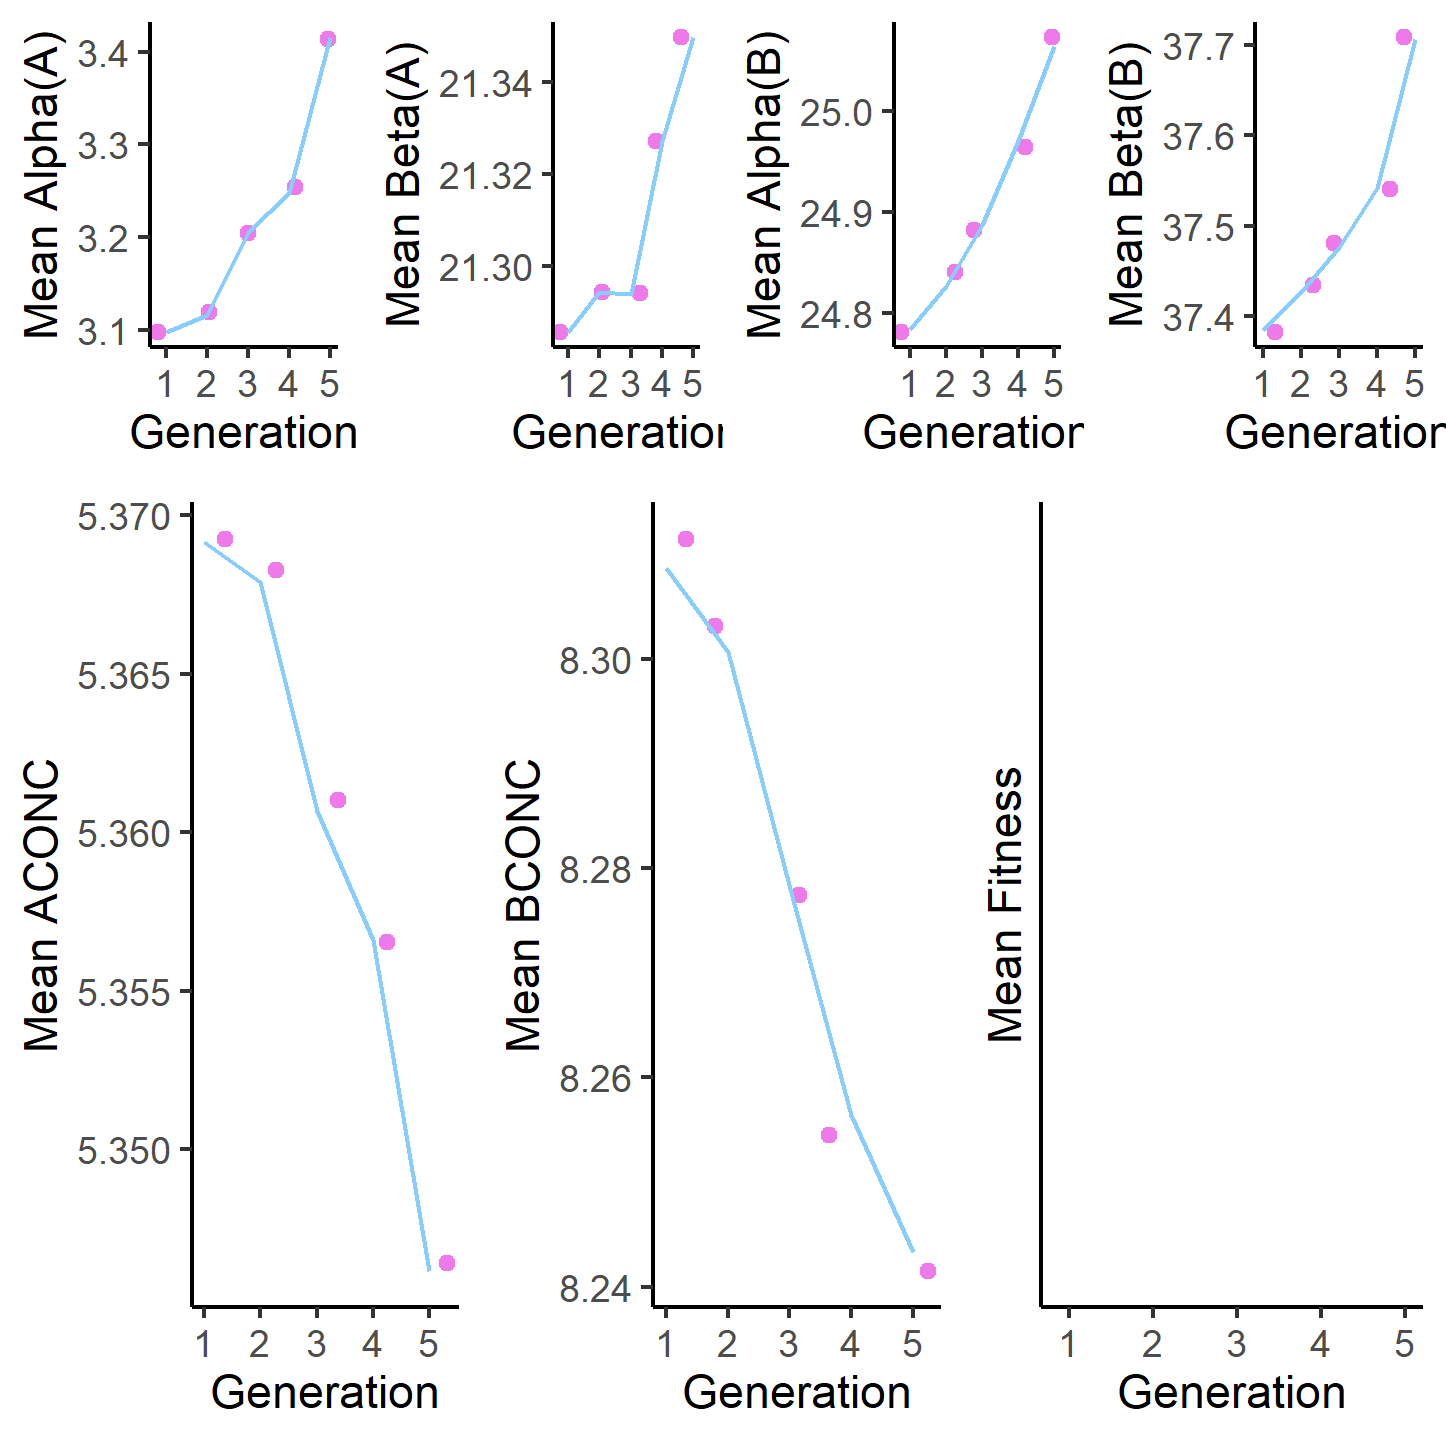 Mean Alpha(A)
3.4
3.3
3.2
3.1
1 2 3 4 5
Generation
Mean Beta(A)
21.34
21.32
21.30
1 2 3 4 5
Generation
Mean Alpha(B)
25.0
24.9
24.8
1 2 3 4 5
Generation
Mean Beta(B)
37.7
37.6
37.5
37.4
1 2 3 4 5
Generation
Mean ACONC
5.370
5.365
5.360
5.355
5.350
1 2 3 4 5
Generation
Mean BCONC
8.30
8.28
8.26
8.24
1 2 3 4 5
Generation
Mean Fitness
1 2 3 4 5
Generation